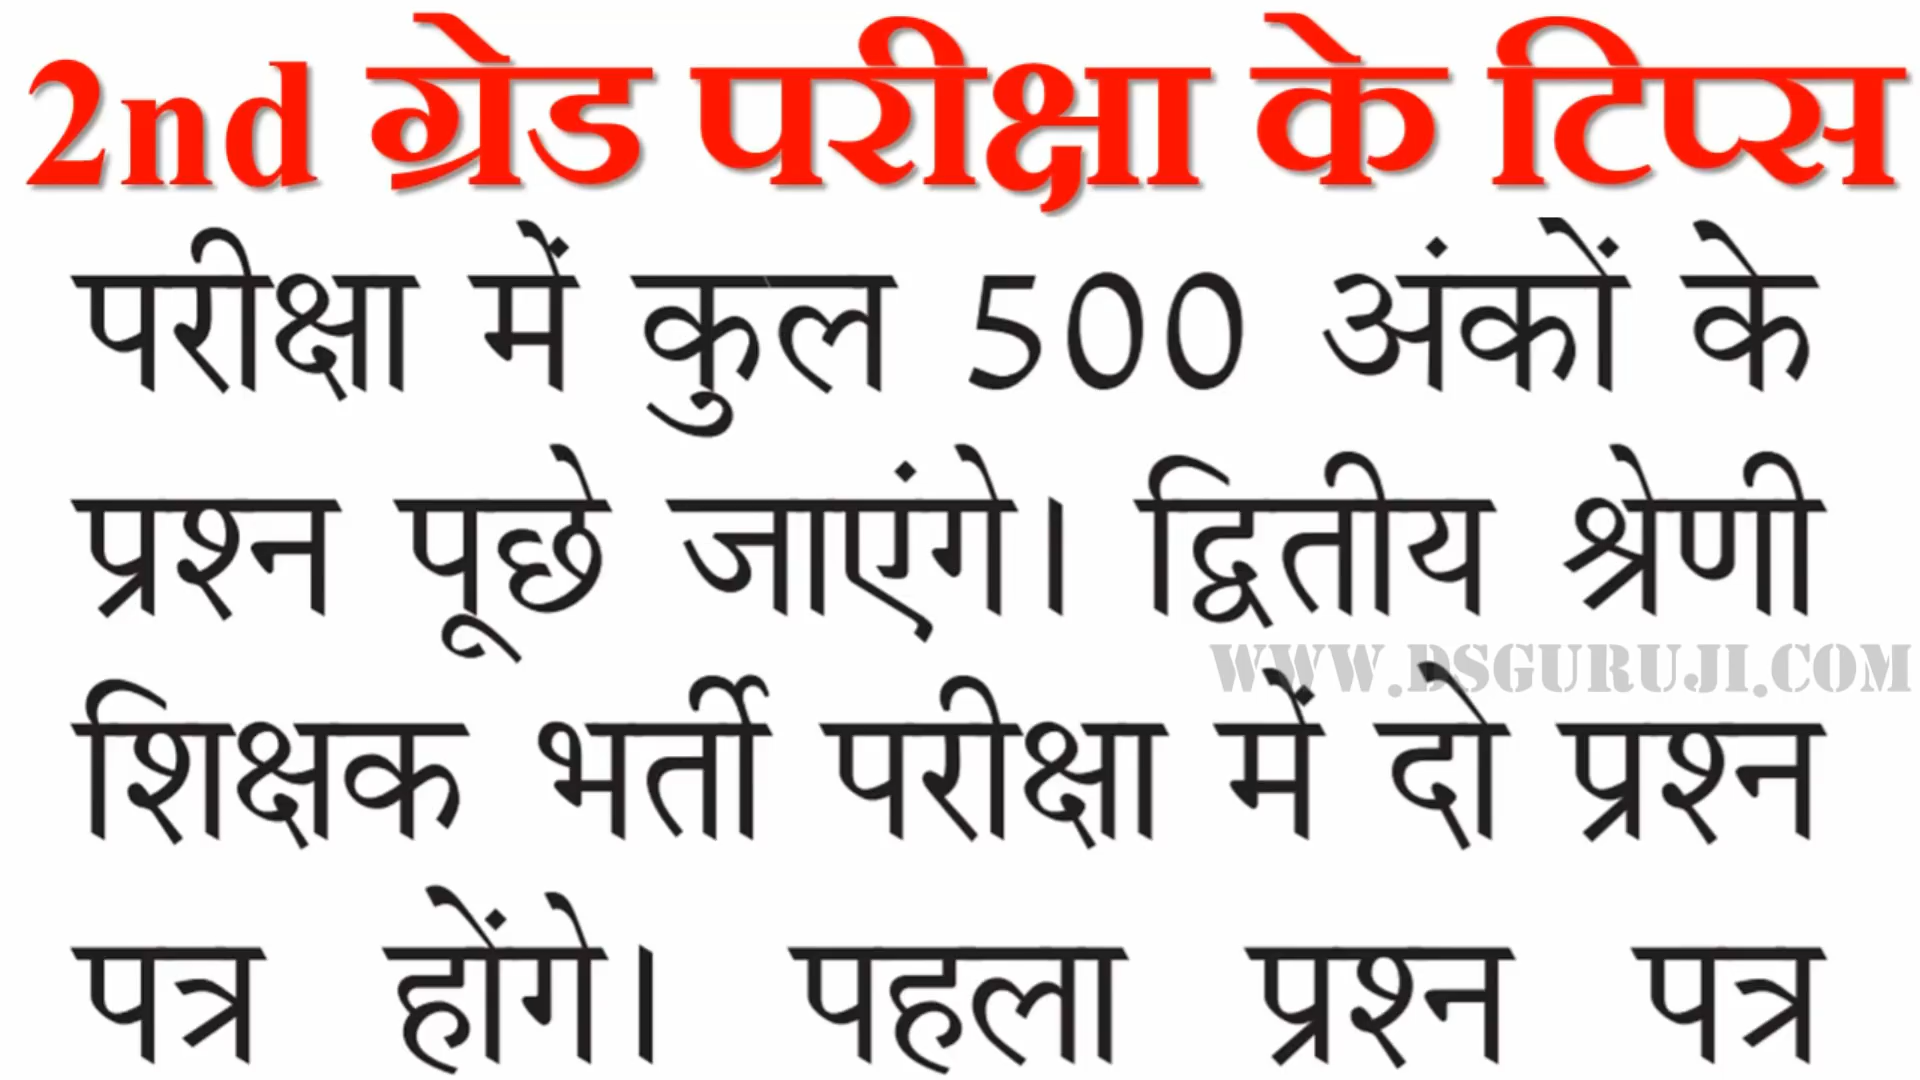 2nd ग्रेड परीक्षा के टिप्स
परीक्षा में कुल 500 अंकों के
प्रश्न पूछे जाएंगे। द्वितीय श्रेणी
WWW.DSGURUJI.COM
शिक्षक भर्ती परीक्षा में दो प्रश्न
पत्र होंगे। पहला प्रश्न पत्र